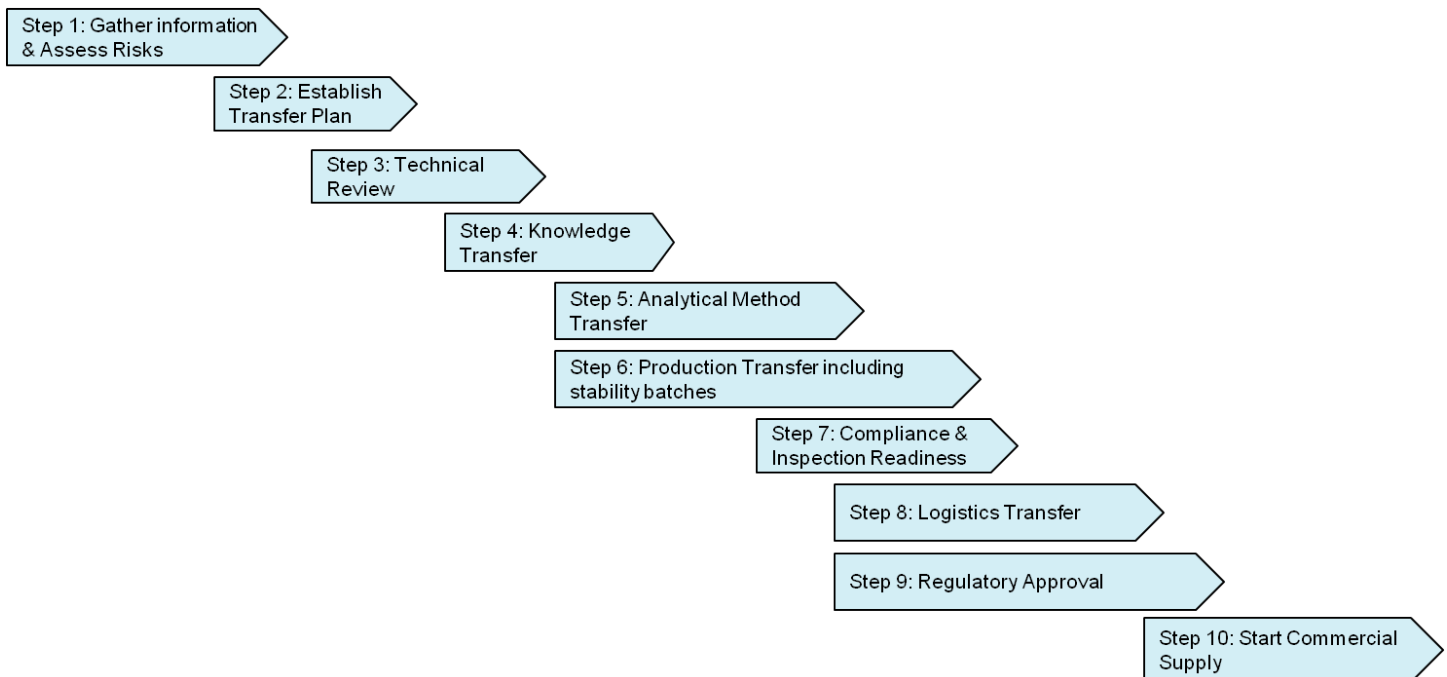 Step 1: Gather information
& Assess Risks
Step 2: Establish
Transfer Plan
Step 3: Technical
Review
Step 4: Knowledge
Transfer
Step 5: Analytical Method
Transfer
Step 6: Production Transfer including
stability batches
Step 7: Compliance &
Inspection Readiness
Step 8: Logistics Transfer
Step 9: Regulatory Approval
Step 10: Start Commercial
Supply